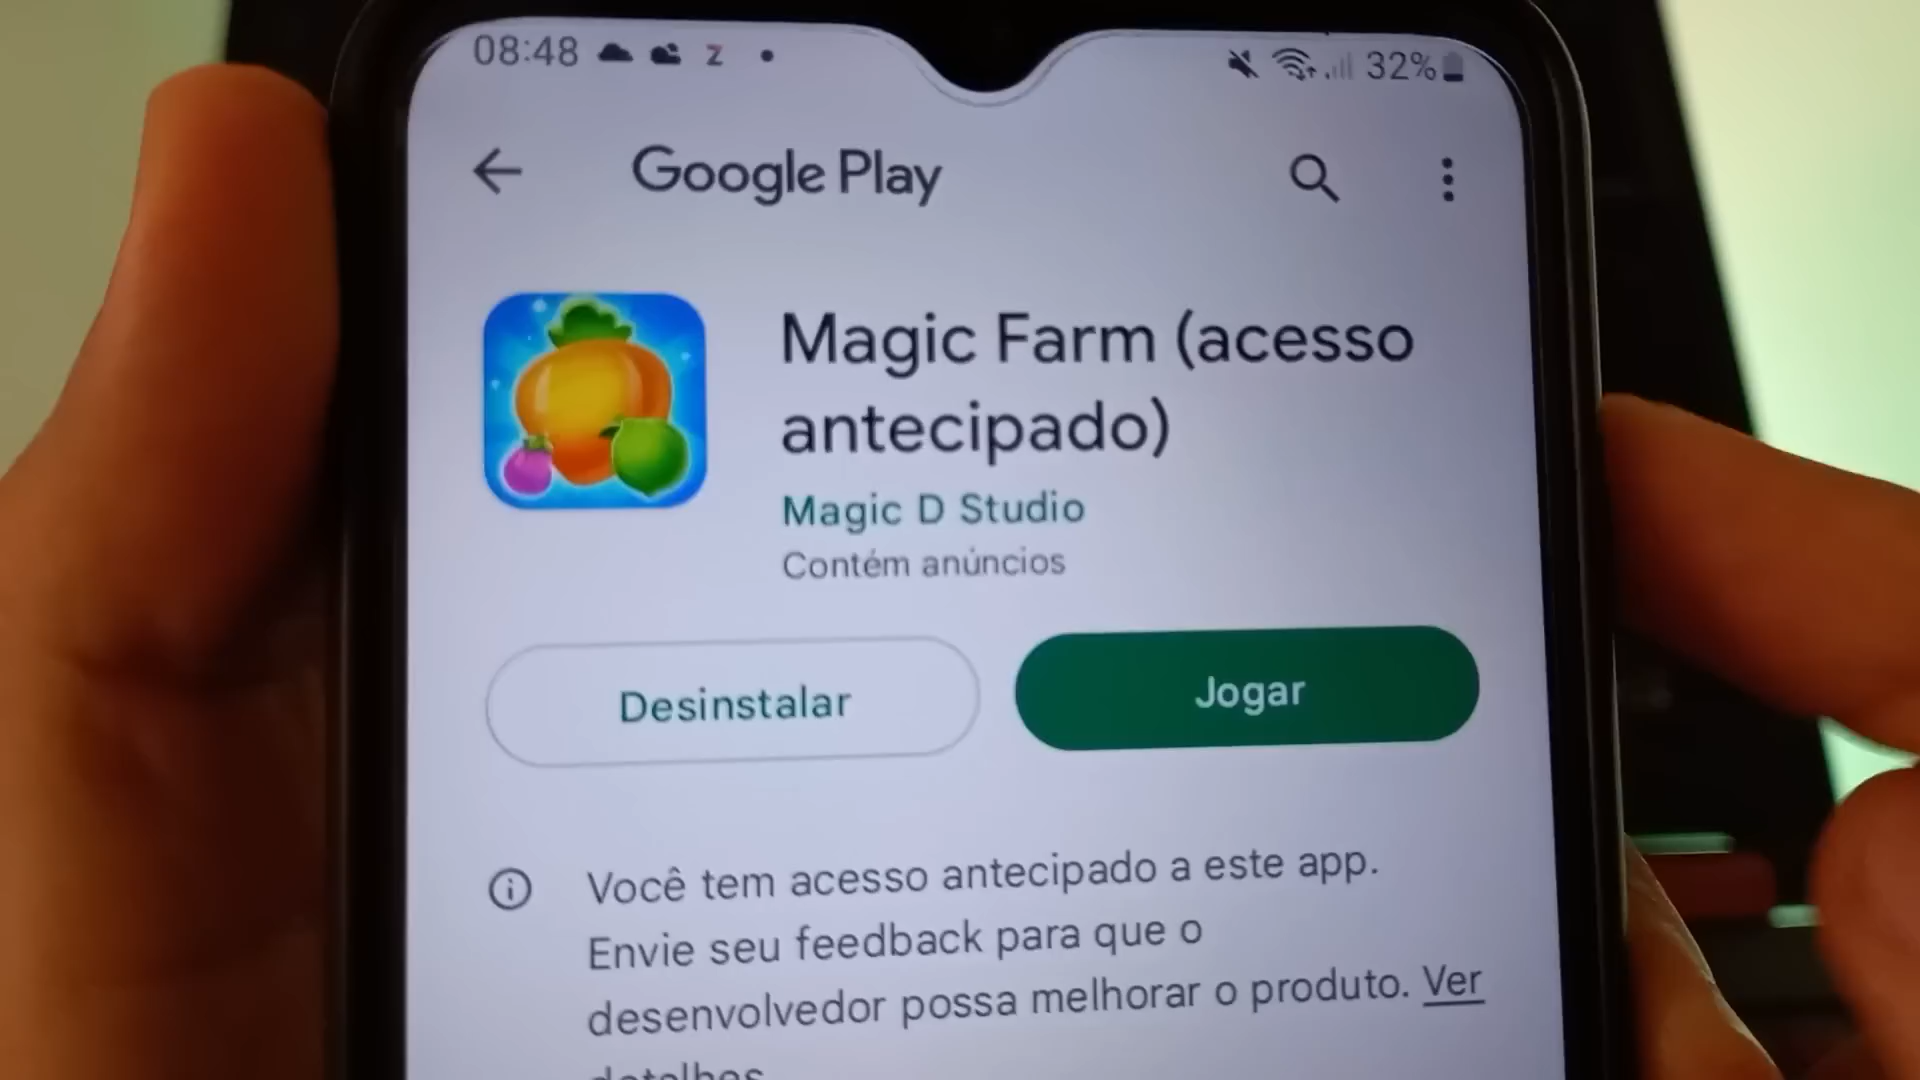 08:48 Z 32%
Google Play
Magic Farm (acesso
antecipado)
Magic D Studio
Contém anúncios
Desinstalar
Jogar
Você tem acesso antecipado a este app.
Envie seu feedback para que o
desenvolvedor possa melhorar o produto. Ver
detalhes